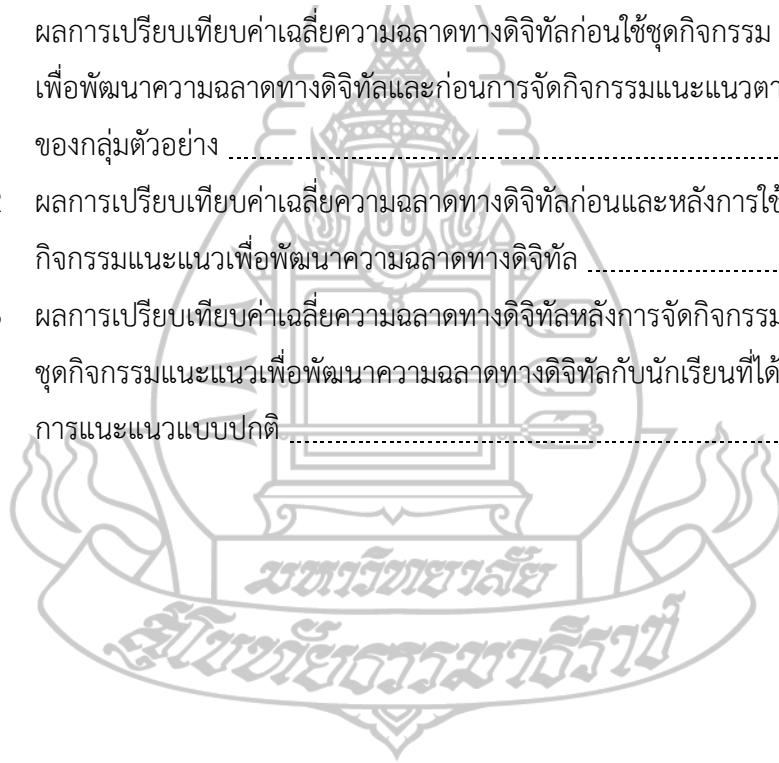 ผลการเปรียบเทียบค่าเฉลี่ยความฉลาดทางดิจิทัลก่อนใช้ชุดกิจกรรม
เพื่อพัฒนาความฉลาดทางดิจิทัลและก่อนการจัดกิจกรรมแนะแนวตา
ของกลุ่มตัวอย่าง
ผลการเปรียบเทียบค่าเฉลี่ยความฉลาดทางดิจิทัลก่อนและหลังการใช้
กิจกรรมแนะแนวเพื่อพัฒนาความฉลาดทางดิจิทัล
ผลการเปรียบเทียบค่าเฉลี่ยความฉลาดทางดิจิทัลหลังการจัดกิจกรรม
ชุดกิจกรรมแนะแนวเพื่อพัฒนาความฉลาดทางดิจิทัลกับนักเรียนที่ได้
การแนะแนวแบบปกติ
มหาวิทยาลัย
สุโขทัยธรรมาธิราช